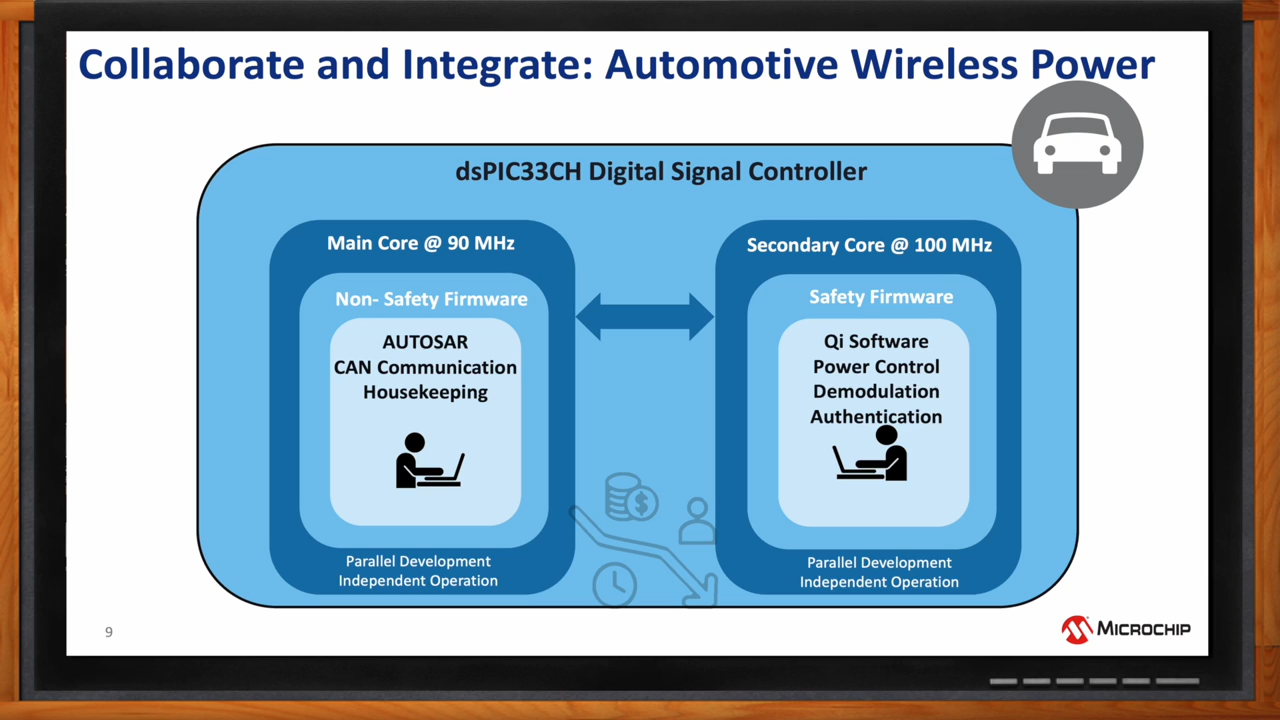 Collaborate and Integrate: Automotive Wireless Power
dsPIC33CH Digital Signal Controller
Main Core @ 90 MHz
Non- Safety Firmware
AUTOSAR
CAN Communication
Housekeeping
Parallel Development
Independent Operation
Secondary Core @ 100 MHz
Safety Firmware
Qi Software
Power Control
Demodulation
Authentication
Parallel Development
Independent Operation
$
9
MICROCHIP